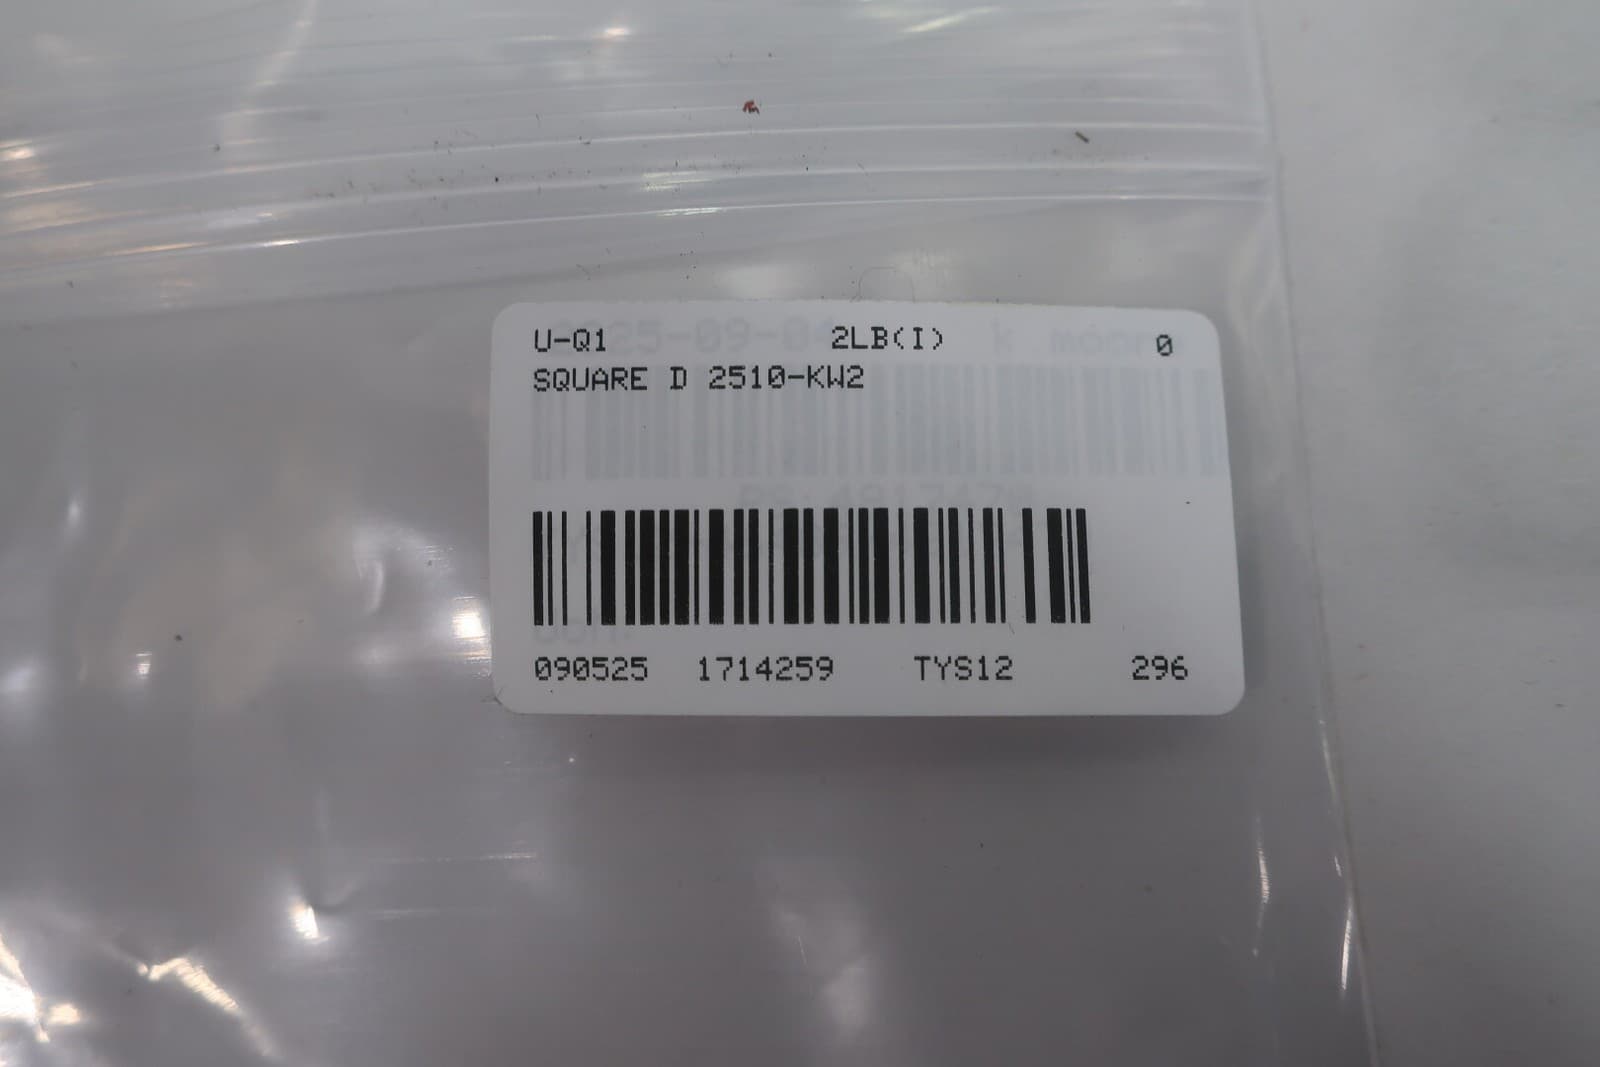 U-Q1 2LB(I) 0
SQUARE D 2510-KW2
090525 1714259 TYS12 296